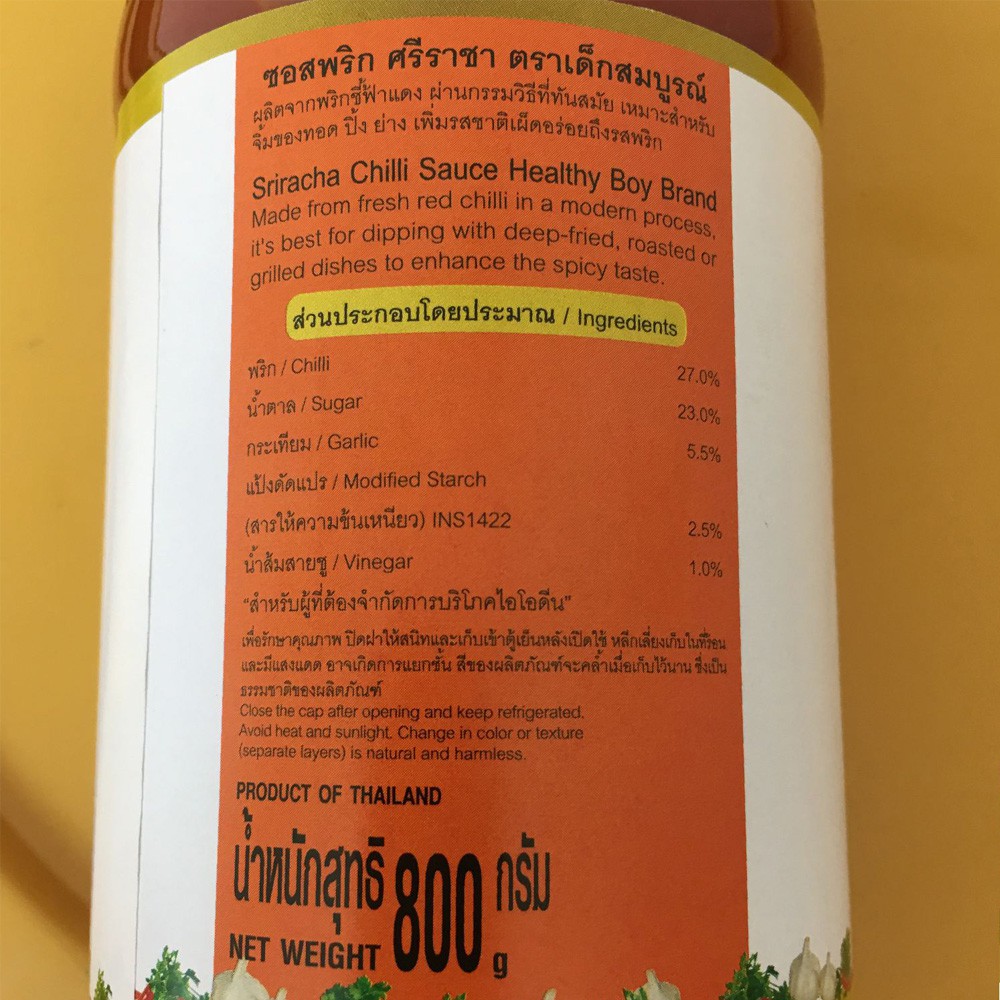 ซอสพริก ศรีราชา ตราเด็กสมบูรณ์
ผลิตจากพริกชี้ฟ้าแดง ผ่านกรรมวิธีที่ทันสมัย เหมาะสำหรับ
จิ้มของทอด ปิ้ง ย่าง เพิ่มรสชาติเผ็ดอร่อยถึงรสพริก
Sriracha Chilli Sauce Healthy Boy Brand
Made from fresh red chilli in a modern process,
it's best for dipping with deep-fried, roasted or
grilled dishes to enhance the spicy taste.
ส่วนประกอบโดยประมาณ / Ingredients
พริก / Chilli 27.0%
น้ำตาล / Sugar 23.0%
กระเทียม / Garlic 5.5%
แป้งดัดแปร / Modified Starch
(สารให้ความข้นเหนียว) INS1422 2.5%
น้ำส้มสายชู / Vinegar 1.0%
“สำหรับผู้ที่ต้องจำกัดการบริโภคไอโอดีน”
เพื่อรักษาคุณภาพ ปิดฝาให้สนิทและเก็บเข้าตู้เย็นหลังเปิดใช้ หลีกเลี่ยงเก็บในที่ร้อน
และมีแสงแดด อาจเกิดการแยกชั้น สีของผลิตภัณฑ์จะคล้ำเมื่อเก็บไว้นาน ซึ่งเป็น
ธรรมชาติของผลิตภัณฑ์
Close the cap after opening and keep refrigerated.
Avoid heat and sunlight. Change in color or texture
(separate layers) is natural and harmless.
PRODUCT OF THAILAND
น้ำหนักสุทธิ 800 กรัม
NET WEIGHT g